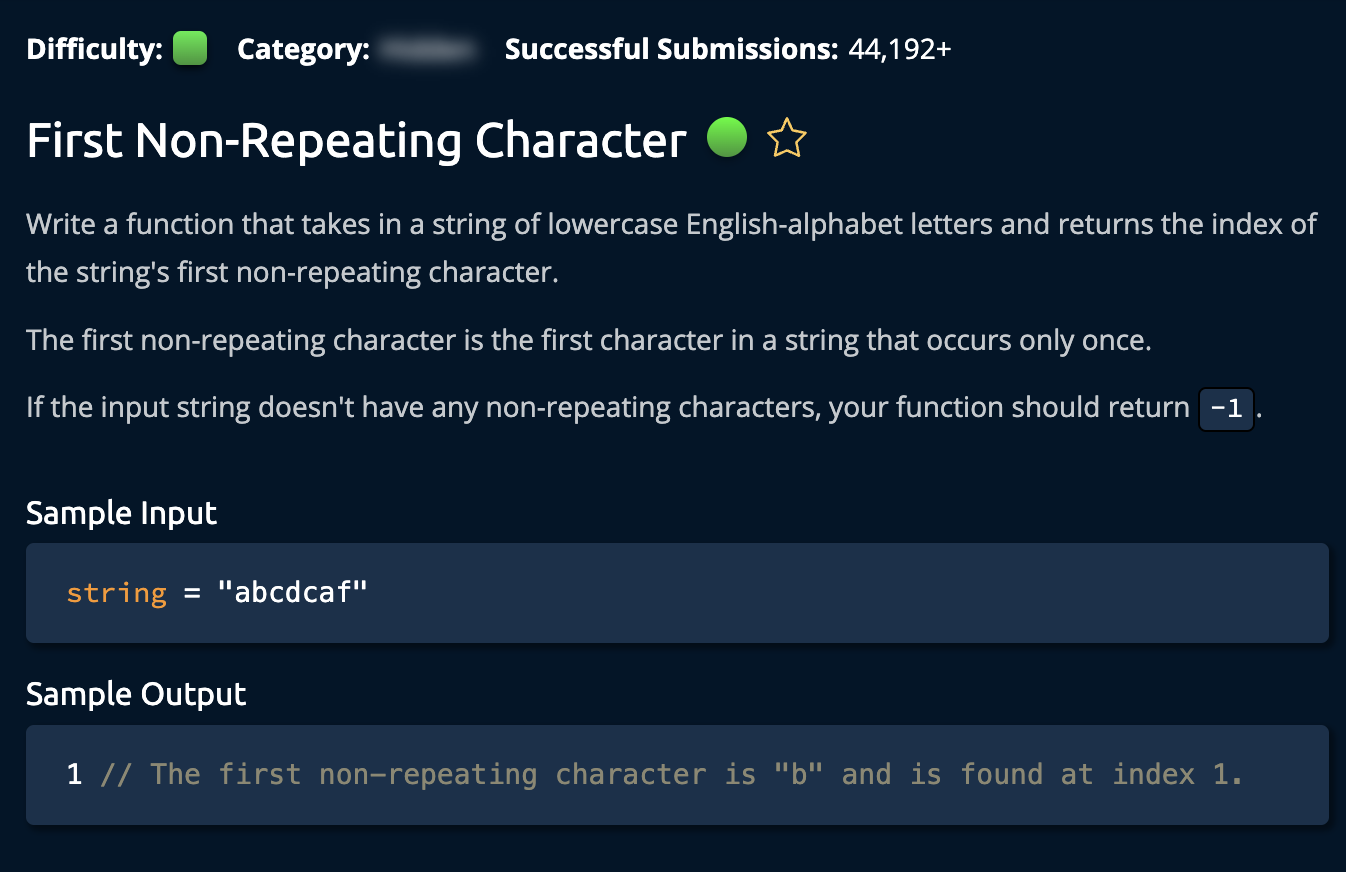 Difficulty: Category: Successful Submissions: 44,192+
First Non-Repeating Character
Write a function that takes in a string of lowercase English-alphabet letters and returns the index of
the string's first non-repeating character.
The first non-repeating character is the first character in a string that occurs only once.
If the input string doesn't have any non-repeating characters, your function should return -1.
Sample Input
string = "abcdcaf"
Sample Output
1 // The first non-repeating character is "b" and is found at index 1.